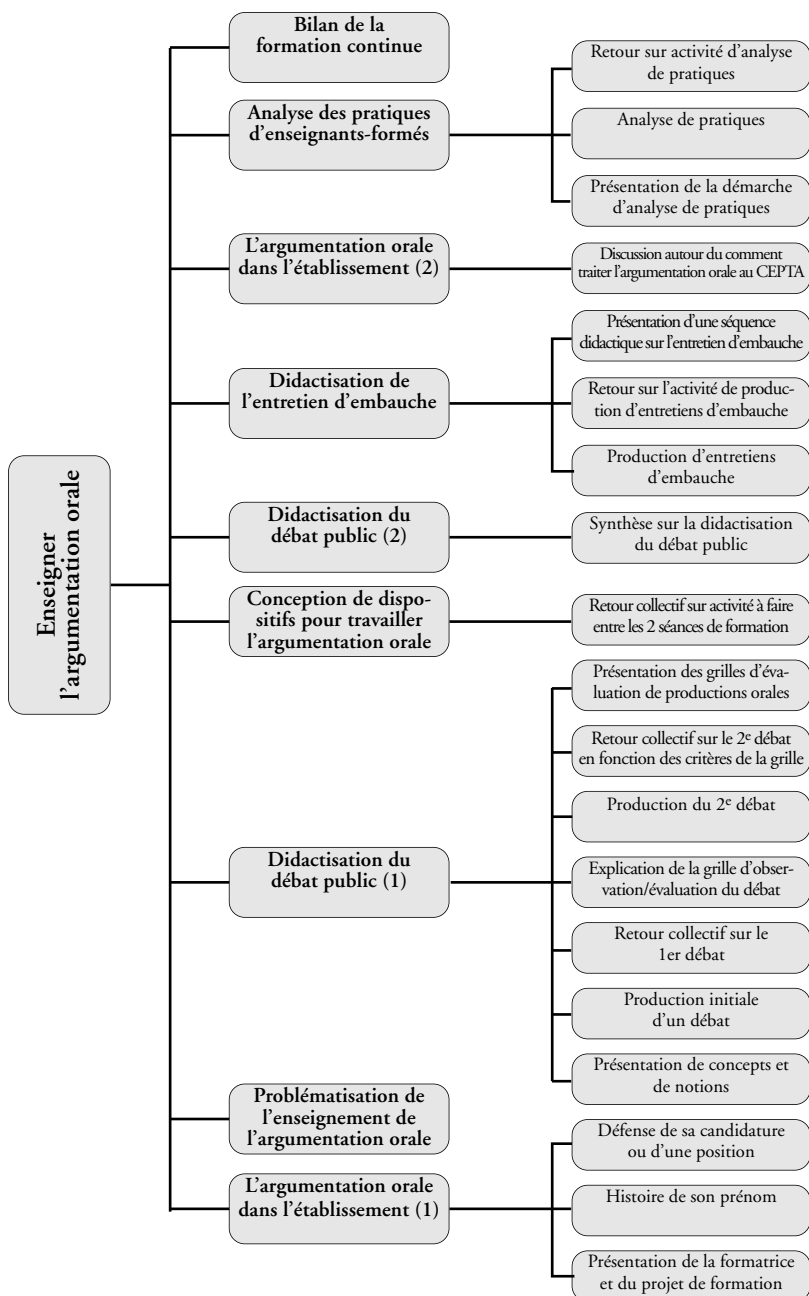 Enseigner
l'argumentation orale
Bilan de la
formation continue
Analyse des pratiques
d'enseignants-formés
Retour sur activité d'analyse
de pratiques
Analyse de pratiques
Présentation de la démarche
d'analyse de pratiques
L'argumentation orale
dans l'établissement (2)
Discussion autour du comment
traiter l'argumentation orale au CEPTA
Didactisation de
l'entretien d'embauche
Présentation d'une séquence
didactique sur l'entretien d'embauche
Retour sur l'activité de produc-
tion d'entretiens d'embauche
Production d'entretiens
d'embauche
Didactisation du
débat public (2)
Synthèse sur la didactisation
du débat public
Conception de dispo-
sitifs pour travailler
l'argumentation orale
Retour collectif sur activité à faire
entre les 2 séances de formation
Didactisation du
débat public (1)
Présentation des grilles d'éva-
luation de productions orales
Retour collectif sur le 2e débat
en fonction des critères de la grille
Production du 2e débat
Explication de la grille d'obser-
vation/évaluation du débat
Retour collectif sur le
1er débat
Production initiale
d'un débat
Présentation de concepts et
de notions
Problématisation de
l'enseignement de
l'argumentation orale
L'argumentation orale
dans l'établissement (1)
Défense de sa candidature
ou d'une position
Histoire de son prénom
Présentation de la formatrice
et du projet de formation